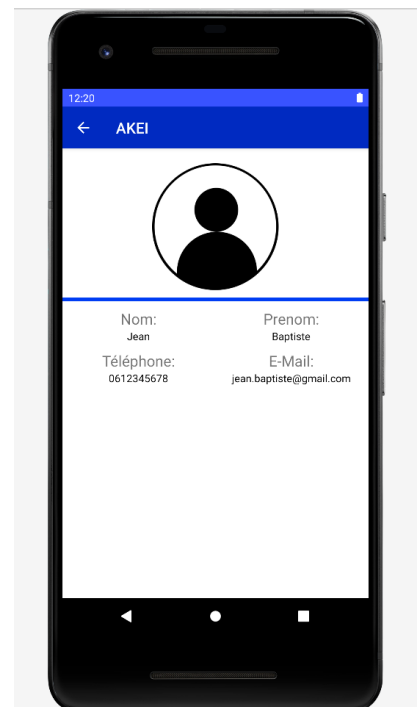 12:20
AKEI
Nom: Prenom:
Jean Baptiste
Téléphone: E-Mail:
0612345678 jean.baptiste@gmail.com